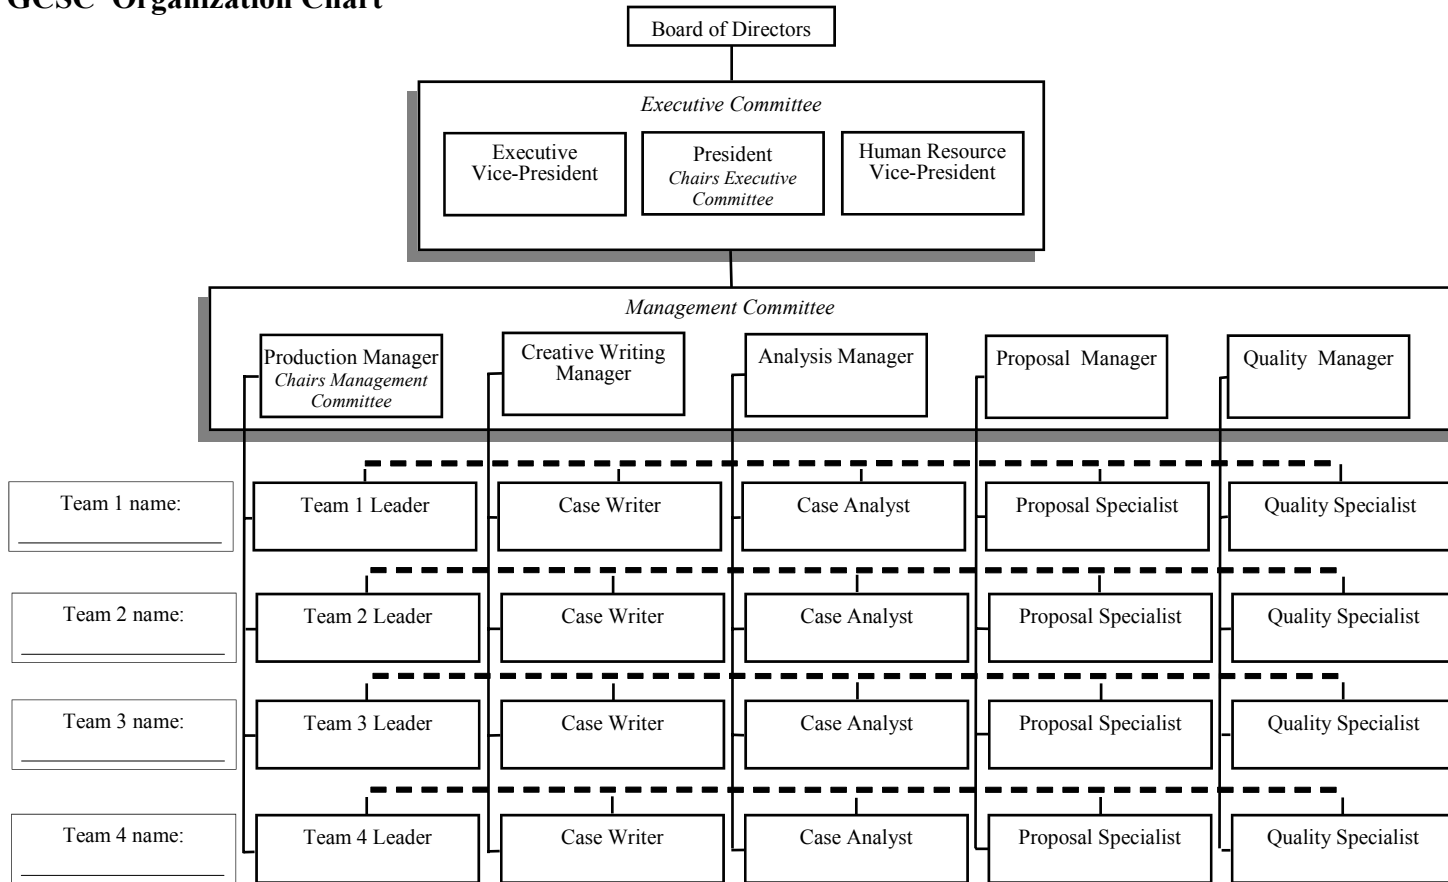 GCSC Organization Chart
Board of Directors
Executive Committee
Executive
Vice-President
President
Chairs Executive
Committee
Human Resource
Vice-President
Management Committee
Production Manager
Chairs Management
Committee
Creative Writing
Manager
Analysis Manager
Proposal Manager
Quality Manager
Team 1 name:
Team 1 Leader
Case Writer
Case Analyst
Proposal Specialist
Quality Specialist
Team 2 name:
Team 2 Leader
Case Writer
Case Analyst
Proposal Specialist
Quality Specialist
Team 3 name:
Team 3 Leader
Case Writer
Case Analyst
Proposal Specialist
Quality Specialist
Team 4 name:
Team 4 Leader
Case Writer
Case Analyst
Proposal Specialist
Quality Specialist